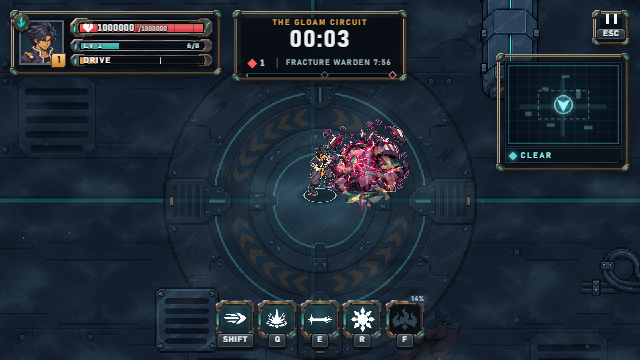 1000000 /1000000
LV 1 6/8
DRIVE
1
THE GLOAM CIRCUIT
00:03
1 FRACTURE WARDEN 7:56
ESC
CLEAR
14%
SHIFT Q E R F